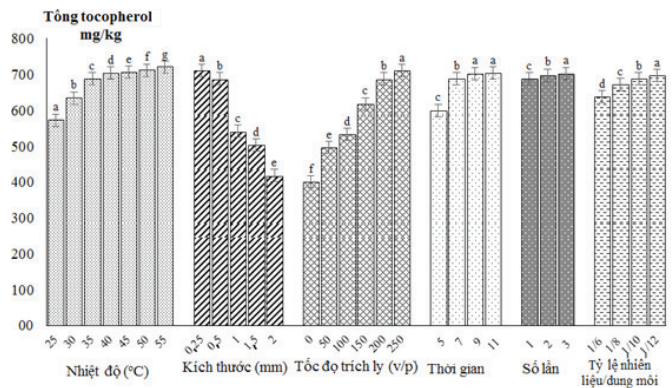 Tổng tocopherol
mg/kg
800
700
600
500
400
300
200
100
00
a b c d e f g
a b c d e
f e d c b a
c b a a
c b a
d c b a
25 30 35 40 45 50 55
0,25 0,5 1 1,5 2
0 50 100 150 200 250
5 7 9 11
1 2 3
1/6 1/8 1/10 1/12
Nhiệt độ (°C)
Kích thước (mm)
Tốc đọ trích ly (v/p)
Thời gian
Số lần
Tỷ lệ nhiên
liệu/dung môi